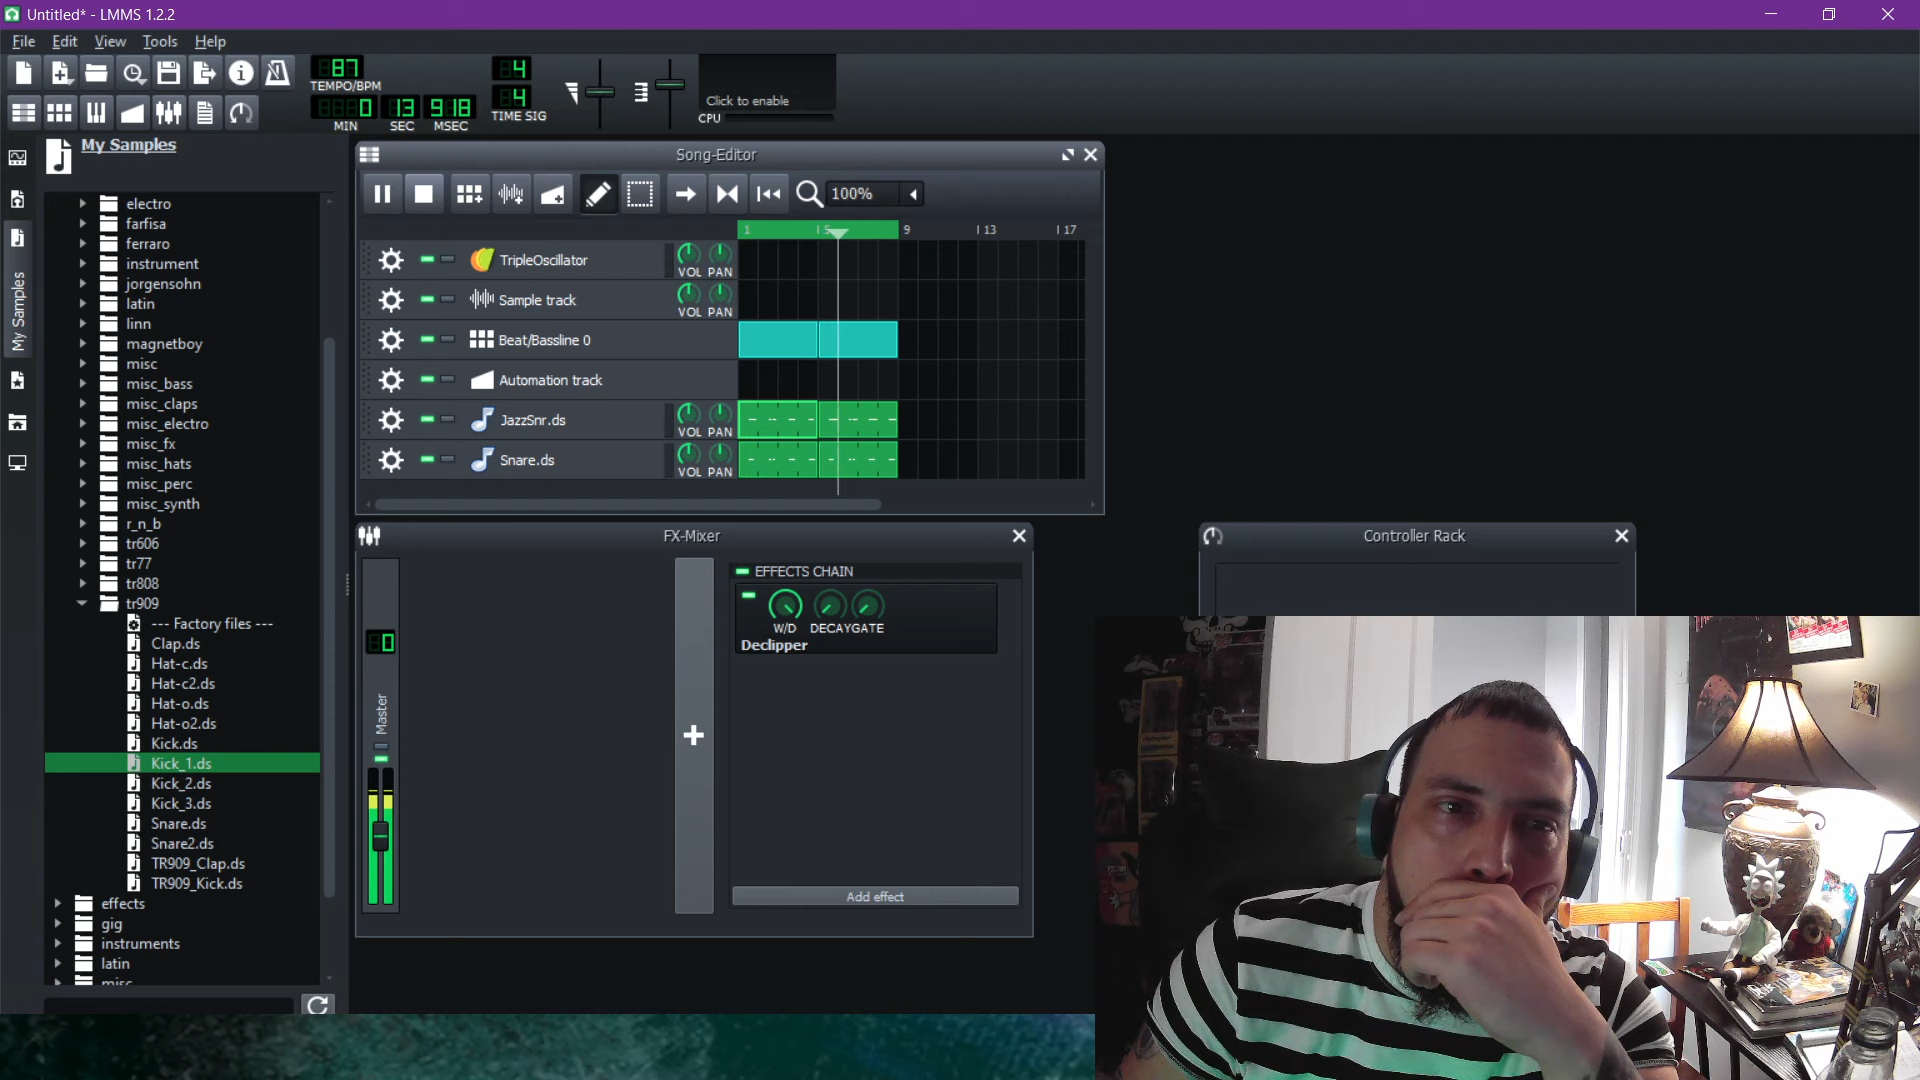 Untitled* - LMMS 1.2.2
File Edit View Tools Help
87
TEMPO/BPM
0 13 918
MIN SEC MSEC
4
4
TIME SIG
Click to enable
CPU
My Samples
My Samples
electro
farfisa
ferraro
instrument
jorgensohn
latin
linn
magnetboy
misc
misc_bass
misc_claps
misc_electro
misc_fx
misc_hats
misc_perc
misc_synth
r_n_b
tr606
tr77
tr808
tr909
--- Factory files ---
Clap.ds
Hat-c.ds
Hat-c2.ds
Hat-o.ds
Hat-o2.ds
Kick.ds
Kick_1.ds
Kick_2.ds
Kick_3.ds
Snare.ds
Snare2.ds
TR909_Clap.ds
TR909_Kick.ds
effects
gig
instruments
latin
misc
Song-Editor
100%
1 5 9 13 17
TripleOscillator VOL PAN
Sample track VOL PAN
Beat/Bassline 0
Automation track
JazzSnr.ds VOL PAN
Snare.ds VOL PAN
FX-Mixer
0
Master
EFFECTS CHAIN
W/D DECAY GATE
Declipper
Add effect
Controller Rack